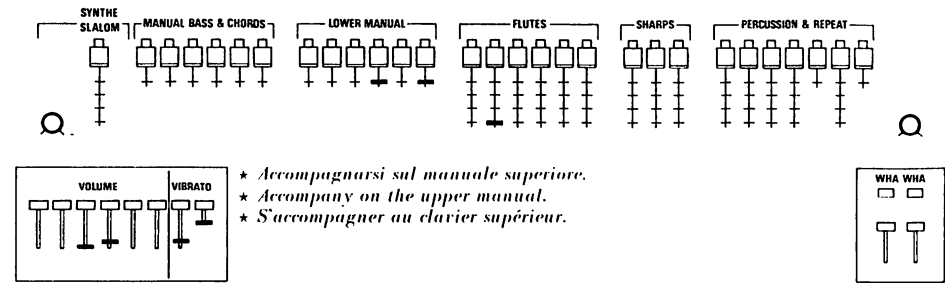 SYNTHE
SLALOM
MANUAL BASS & CHORDS
LOWER MANUAL
FLUTES
SHARPS
PERCUSSION & REPEAT
VOLUME
VIBRATO
★ Accompagnarsi sul manuale superiore.
★ Accompany on the upper manual.
★ S'accompagner au clavier supérieur.
WHA WHA